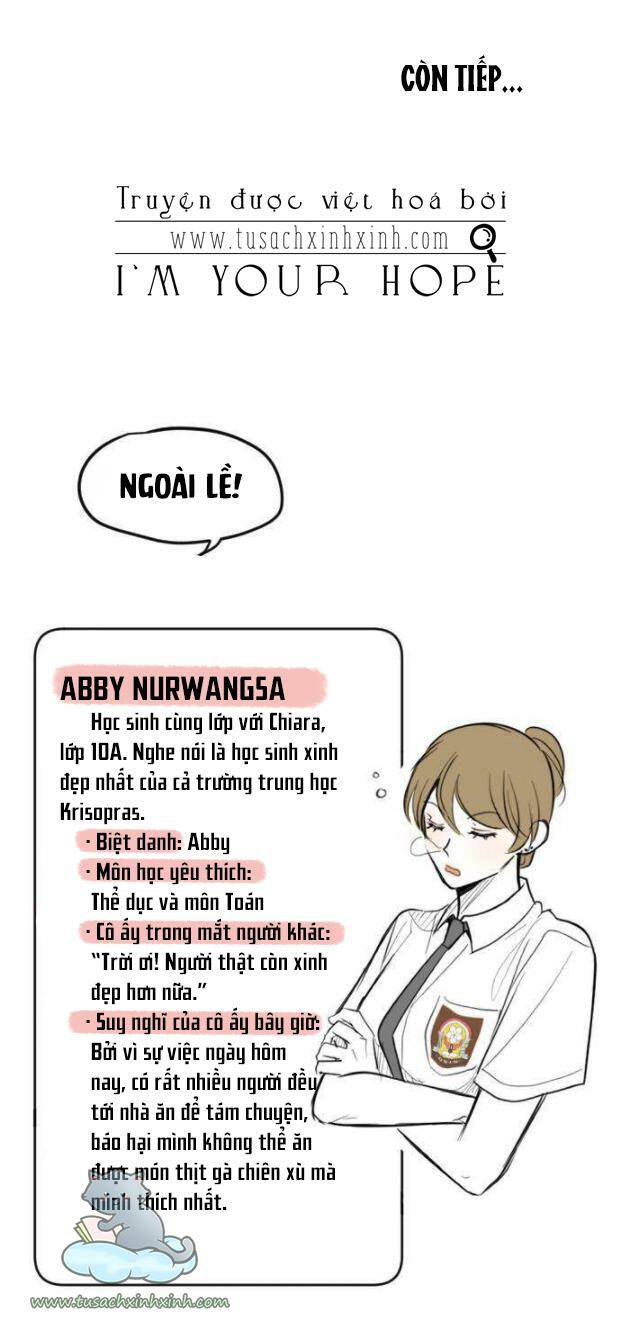 CÒN TIẾP...
Truyện được việt hoá bởi
www.tusachxinhxinh.com
I'M YOUR HOPE
NGOÀI LỀ!
ABBY NURWANGSA
Học sinh cùng lớp với Chiara,
lớp 10A. Nghe nói là học sinh xinh
đẹp nhất của cả trường trung học
Krisopras.
· Biệt danh: Abby
· Môn học yêu thích:
Thể dục và môn Toán
· Cô ấy trong mắt người khác:
“Trời ơi! Người thật còn xinh
đẹp hơn nữa.”
· Suy nghĩ của cô ấy bây giờ:
Bởi vì sự việc ngày hôm
nay, có rất nhiều người đều
tới nhà ăn để tám chuyện,
báo hại mình không thể ăn
được món thịt gà chiên xù mà
mình thích nhất.
www.tusachxinhxinh.com